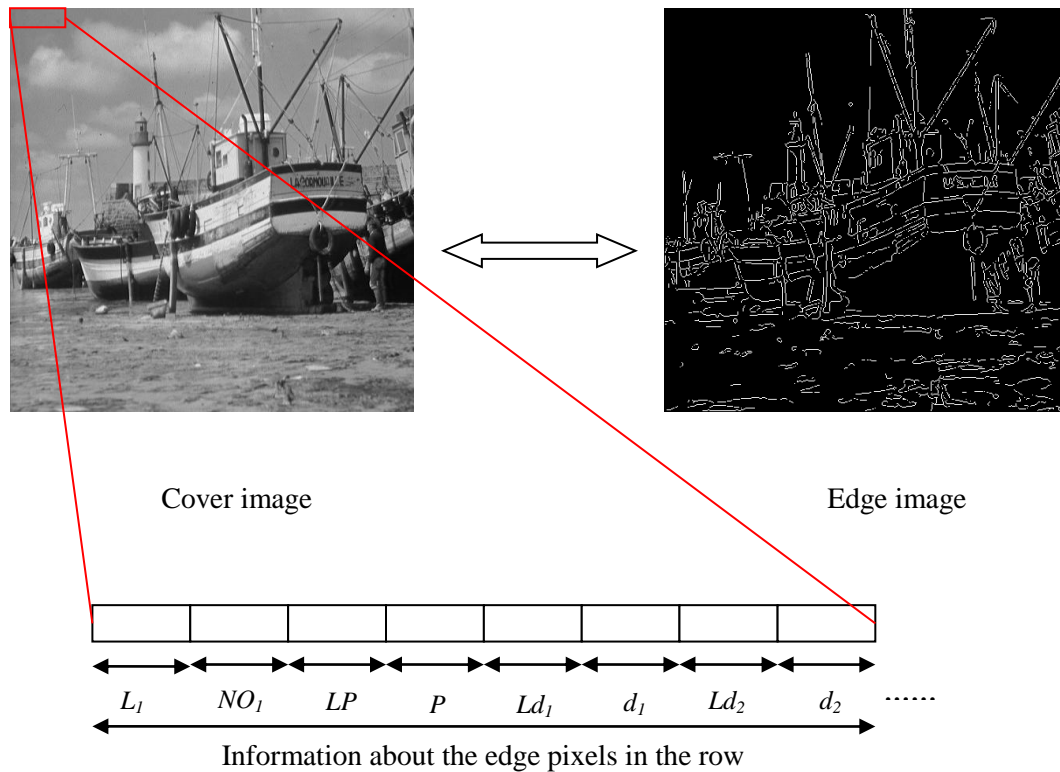 LACORNOUAILLE
Cover image
Edge image
L₁ NO₁ LP P Ld₁ d₁ Ld₂ d₂ ......
Information about the edge pixels in the row